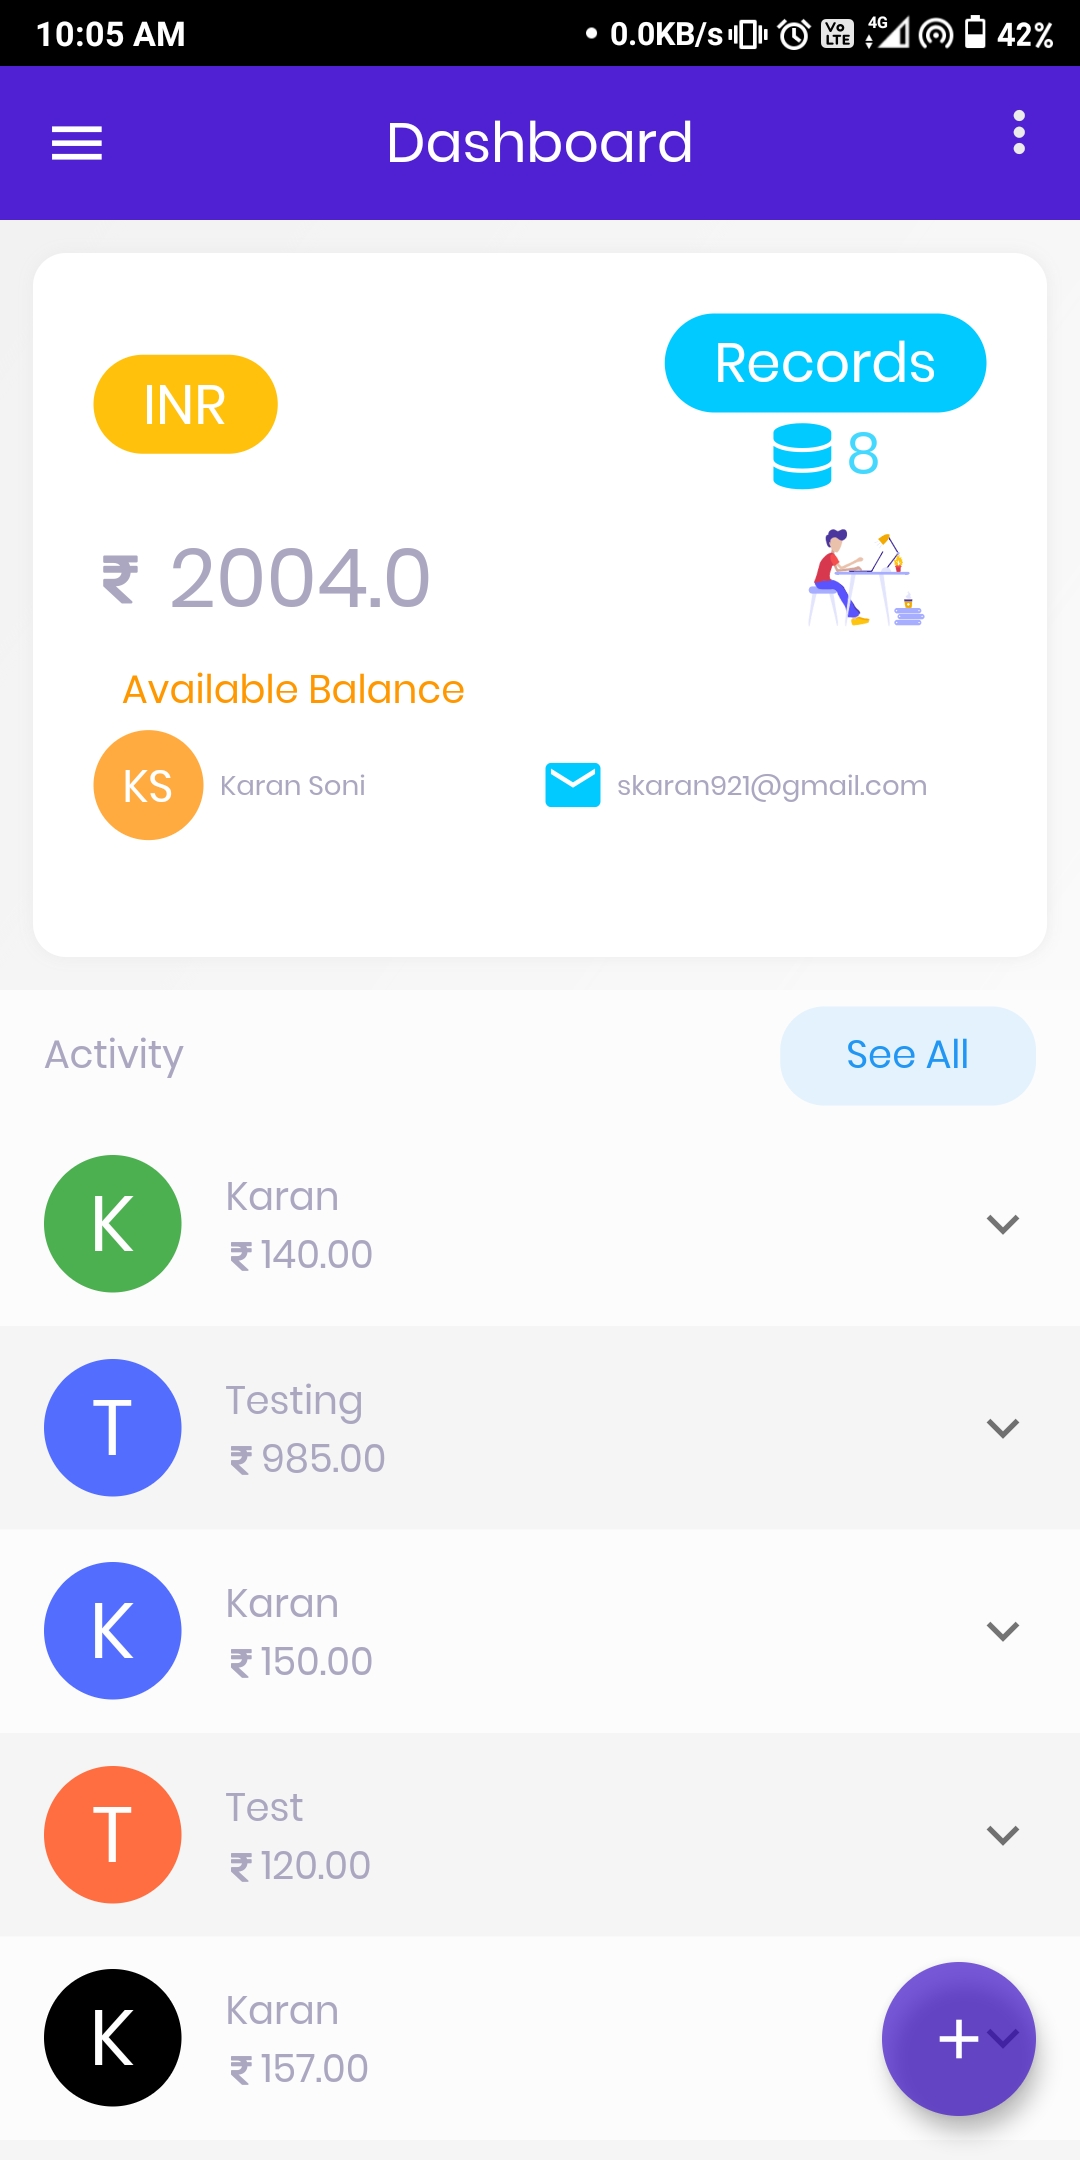 10:05 AM 0.0KB/s Vo LTE 4G 42%
Dashboard
Records
INR
8
₹ 2004.0
Available Balance
KS Karan Soni skaran921@gmail.com
Activity See All
K Karan
₹ 140.00
T Testing
₹ 985.00
K Karan
₹ 150.00
T Test
₹ 120.00
K Karan
₹ 157.00